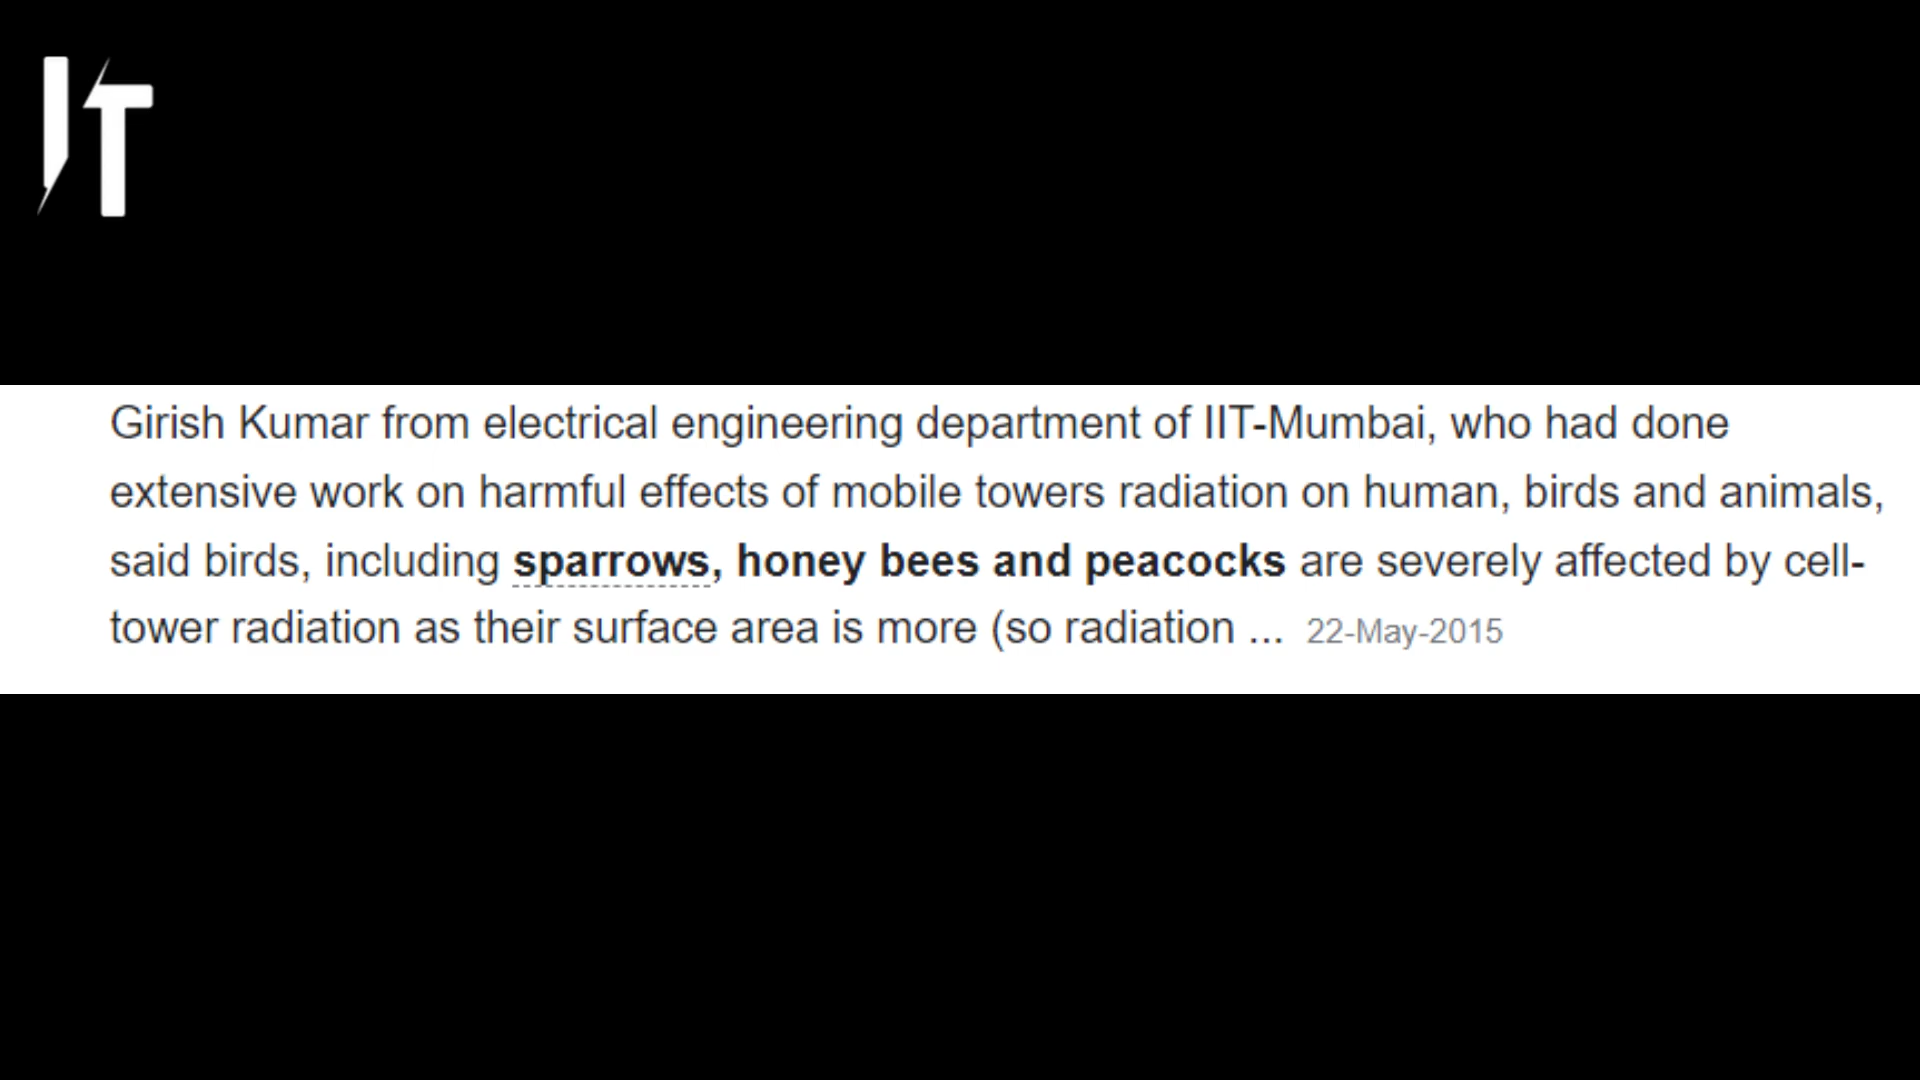 IT
Girish Kumar from electrical engineering department of IIT-Mumbai, who had done
extensive work on harmful effects of mobile towers radiation on human, birds and animals,
said birds, including sparrows, honey bees and peacocks are severely affected by cell-
tower radiation as their surface area is more (so radiation ... 22-May-2015